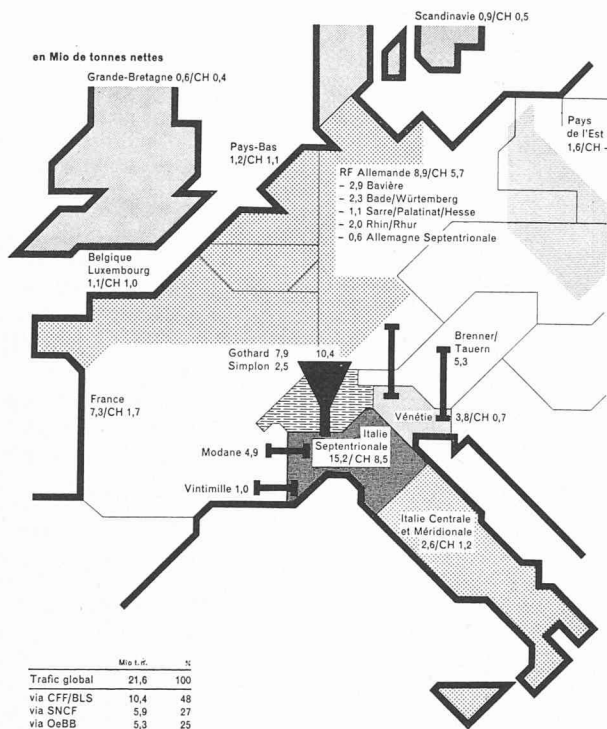 Scandinavie 0,9/CH 0,5
en Mio de tonnes nettes
Grande-Bretagne 0,6/CH 0,4
Pays-Bas
1,2/CH 1,1
Pays
de l'Est
1,6/CH -
RF Allemande 8,9/CH 5,7
- 2,9 Bavière
- 2,3 Bade/Würtemberg
- 1,1 Sarre/Palatinat/Hesse
- 2,0 Rhin/Rhur
- 0,6 Allemagne Septentrionale
Belgique
Luxembourg
1,1/CH 1,0
Gothard 7,9 10,4
Simplon 2,5
Brenner/
Tauern
5,3
France
7,3/CH 1,7
Vénétie 3,8/CH 0,7
Italie
Septentrionale
15,2/CH 8,5
Modane 4,9
Vintimille 1,0
Italie Centrale
et Méridionale
2,6/CH 1,2
Mio t. %
Trafic global 21,6 100
via CFF/BLS 10,4 48
via SNCF 5,9 27
via OeBB 5,3 25